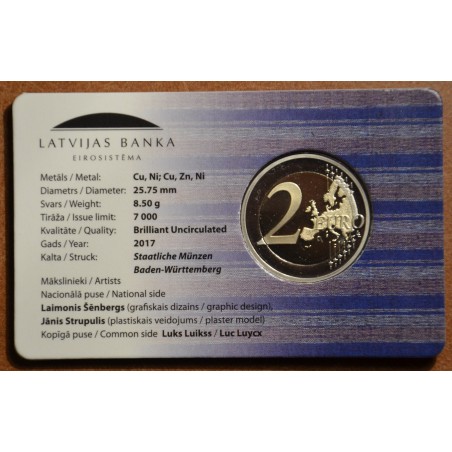 LATVIJAS BANKA
EIROSISTĒMA
Metāls / Metal: Cu, Ni; Cu, Zn, Ni
Diametrs / Diameter: 25.75 mm
Svars / Weight: 8.50 g
Tirāža / Issue limit: 7 000
Kvalitāte / Quality: Brilliant Uncirculated
Gads / Year: 2017
Kalta / Struck: Staatliche Münzen
Baden-Württemberg
Mākslinieki / Artists
Nacionālā puse / National side
Laimonis Šēnbergs (grafiskais dizains / graphic design),
Jānis Strupulis (plastiskais veidojums / plaster model)
Kopīgā puse / Common side Luks Luikss / Luc Luycx
2 EURO